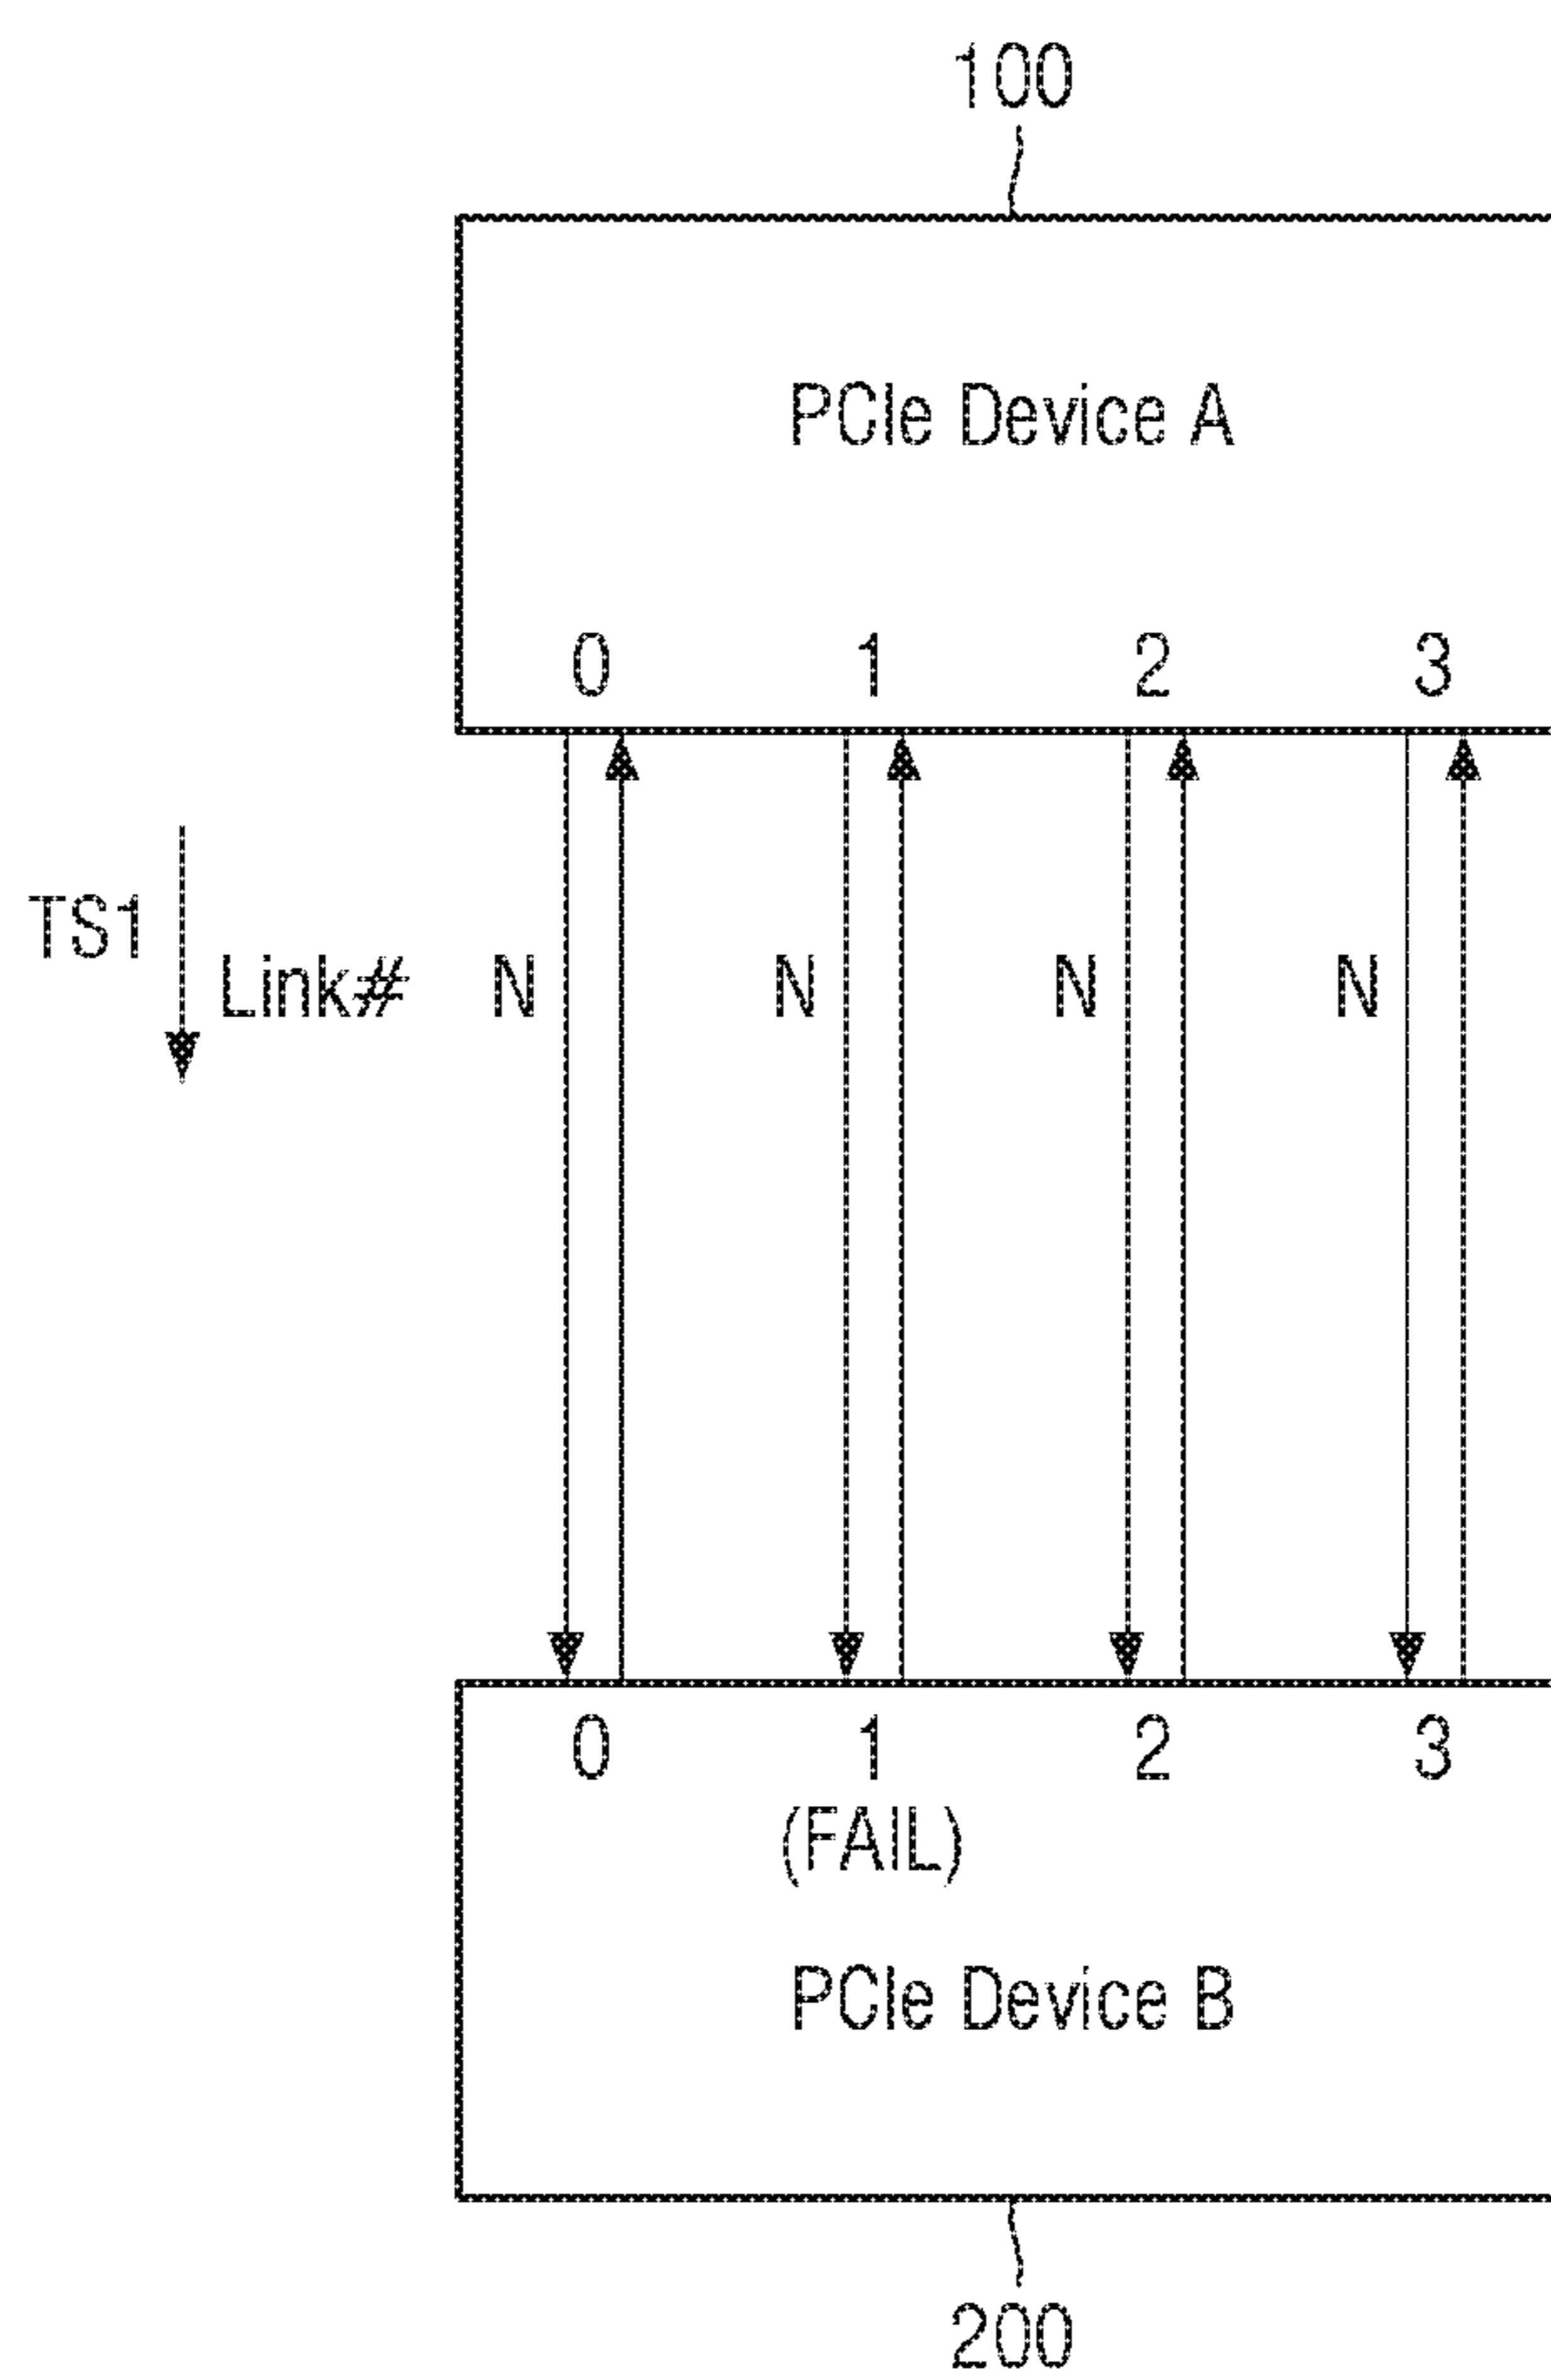 100
PCIe Device A
0 1 2 3
TS1
Link# N N N N
0 1 2 3
(FAIL)
PCIe Device B
200